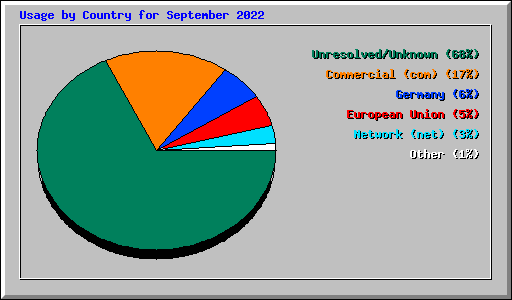 Usage by Country for September 2022
Unresolved/Unknown (68%)
Commercial (com) (17%)
Germany (6%)
European Union (5%)
Network (net) (3%)
Other (1%)